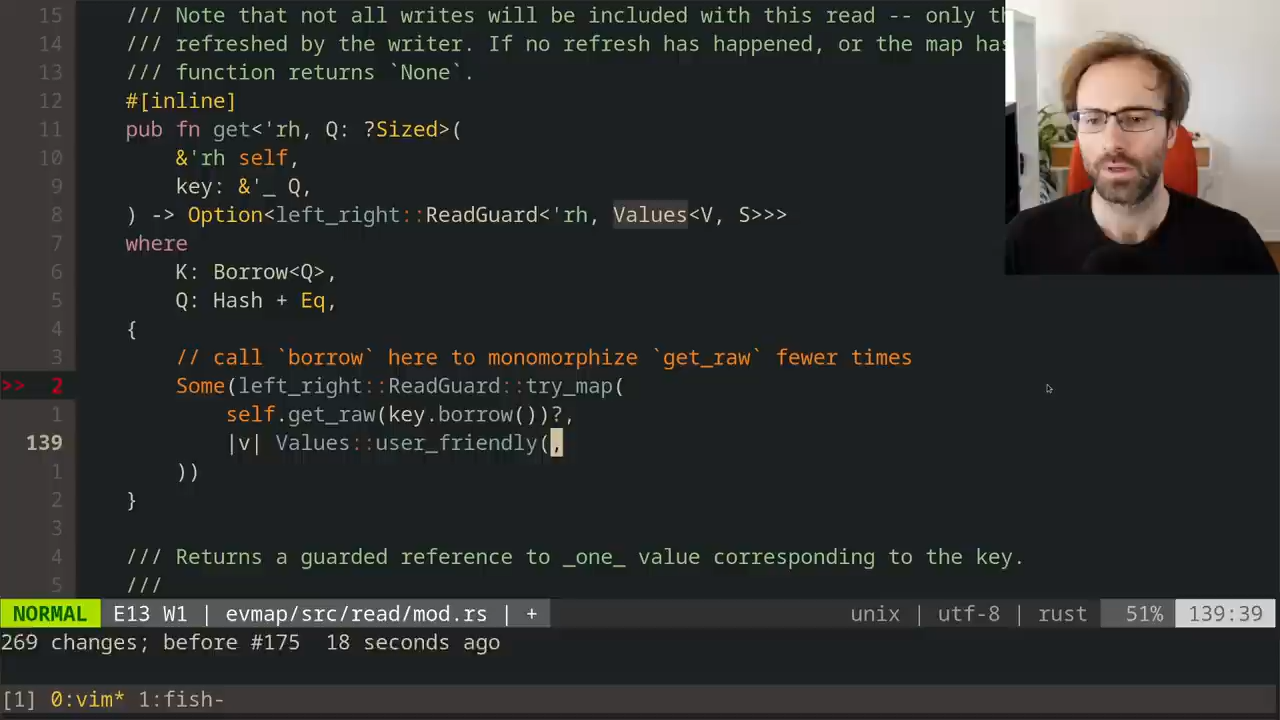 15 /// Note that not all writes will be included with this read -- only th
14 /// refreshed by the writer. If no refresh has happened, or the map has
13 /// function returns `None`.
12 #[inline]
11 pub fn get<'rh, Q: ?Sized>(
10 &'rh self,
9 key: &'_ Q,
8 ) -> Option<left_right::ReadGuard<'rh, Values<V, S>>>
7 where
6 K: Borrow<Q>,
5 Q: Hash + Eq,
4 {
3 // call `borrow` here to monomorphize `get_raw` fewer times
>> 2 Some(left_right::ReadGuard::try_map(
1 self.get_raw(key.borrow())?,
139 |v| Values::user_friendly(,
1 ))
2 }
3
4 /// Returns a guarded reference to _one_ value corresponding to the key.
5 ///
NORMAL E13 W1 | evmap/src/read/mod.rs | + unix | utf-8 | rust 51% 139:39
269 changes; before #175 18 seconds ago
[1] 0:vim* 1:fish-